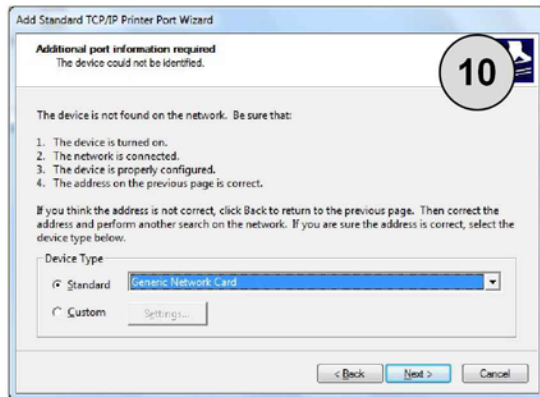 Add Standard TCP/IP Printer Port Wizard
Additional port information required
The device could not be identified.
10
The device is not found on the network. Be sure that:
1. The device is turned on.
2. The network is connected.
3. The device is properly configured.
4. The address on the previous page is correct.
If you think the address is not correct, click Back to return to the previous page. Then correct the
address and perform another search on the network. If you are sure the address is correct, select the
device type below.
Device Type
Standard
Generic Network Card
Custom
Settings...
< Back
Next >
Cancel